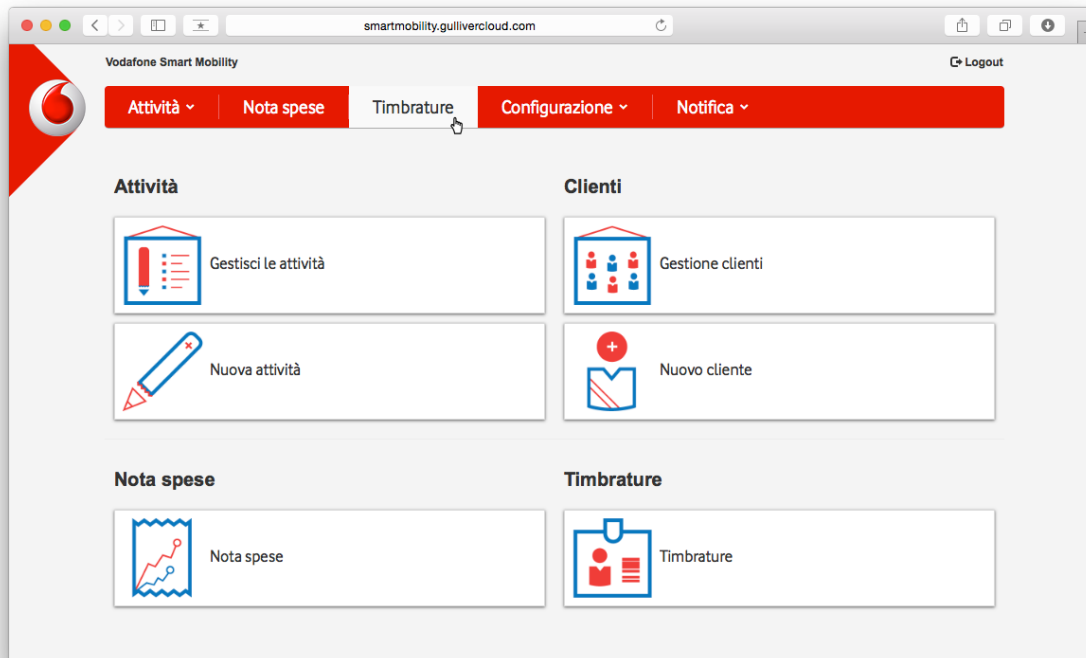 smartmobility.gullivercloud.com
Vodafone Smart Mobility
Logout
Attività
Nota spese
Timbrature
Configurazione
Notifica
Attività
Clienti
Gestisci le attività
Gestione clienti
Nuova attività
Nuovo cliente
Nota spese
Timbrature
Nota spese
Timbrature